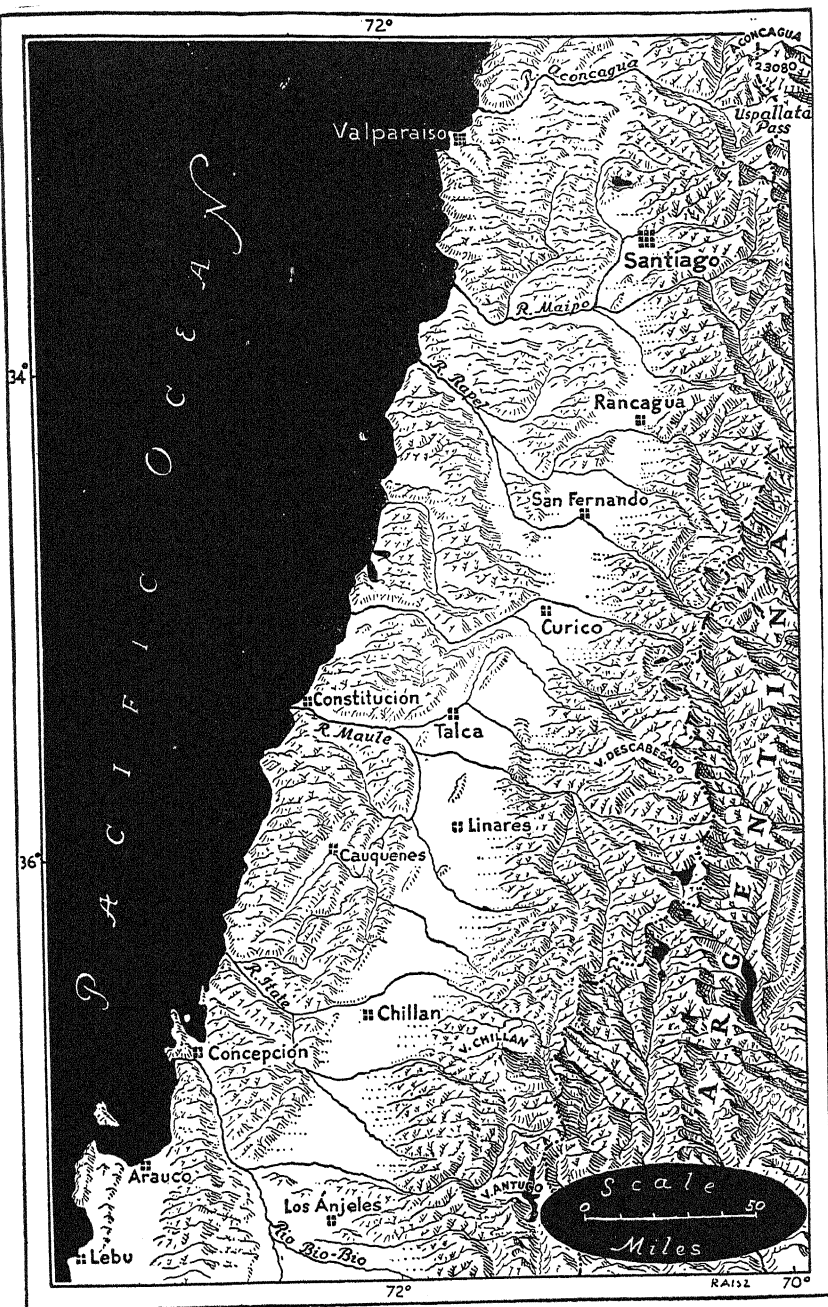 72°
ACONCAGUA
23080
R. Aconcagua
Uspallata
Pass
Valparaiso
Santiago
R. Maipo
34°
R. Rapel
Rancagua
San Fernando
Curico
PACIFIC OCEAN
ARGENTINA
Constitución
R. Maule
Talca
V. DESCABESADO
Linares
36°
Cauquenes
R. Itale
Chillan
V. CHILLAN
Concepción
Arauco
V. ANTUCO
Los Ánjeles
Rio Bio-Bio
Lebu
Scale
0 50
Miles
RAISZ
72°
70°